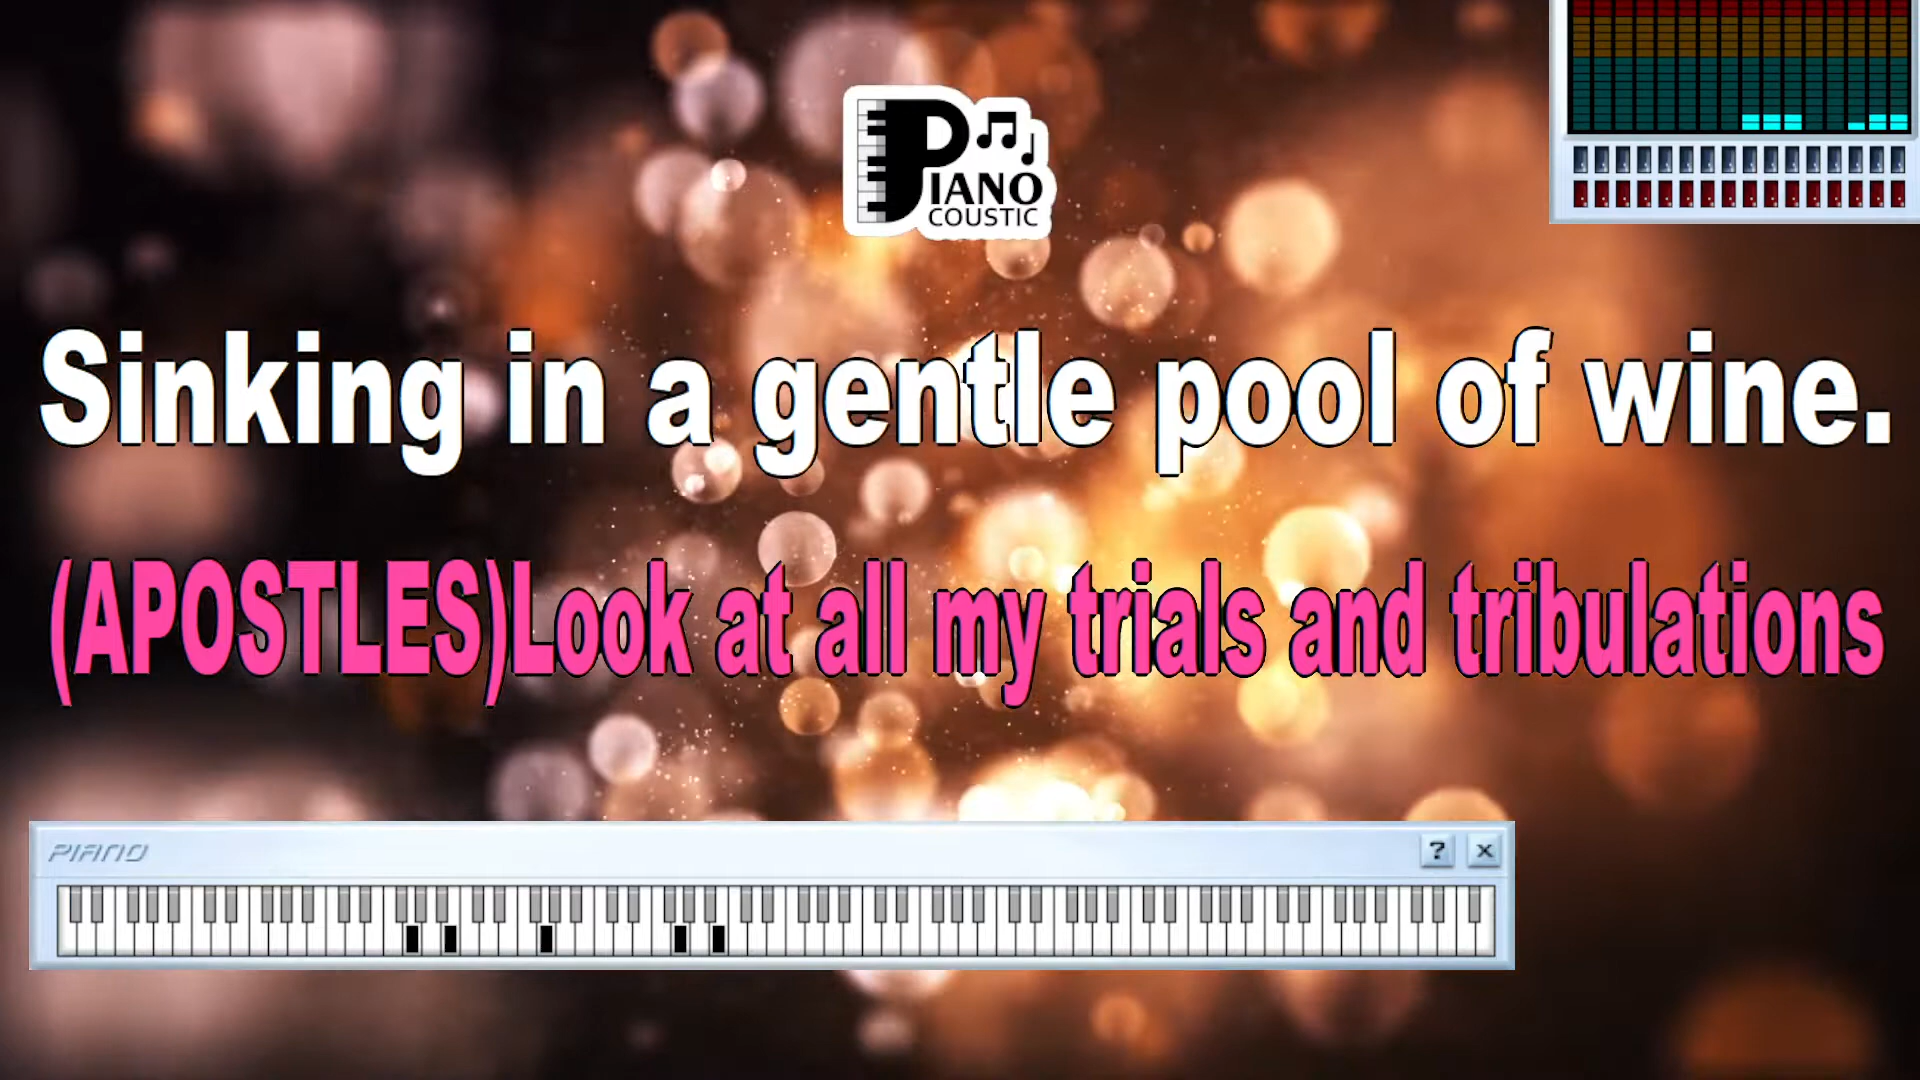 PIANO
COUSTIC
Sinking in a gentle pool of wine.
(APOSTLES)Look at all my trials and tribulations
PIANO ? X